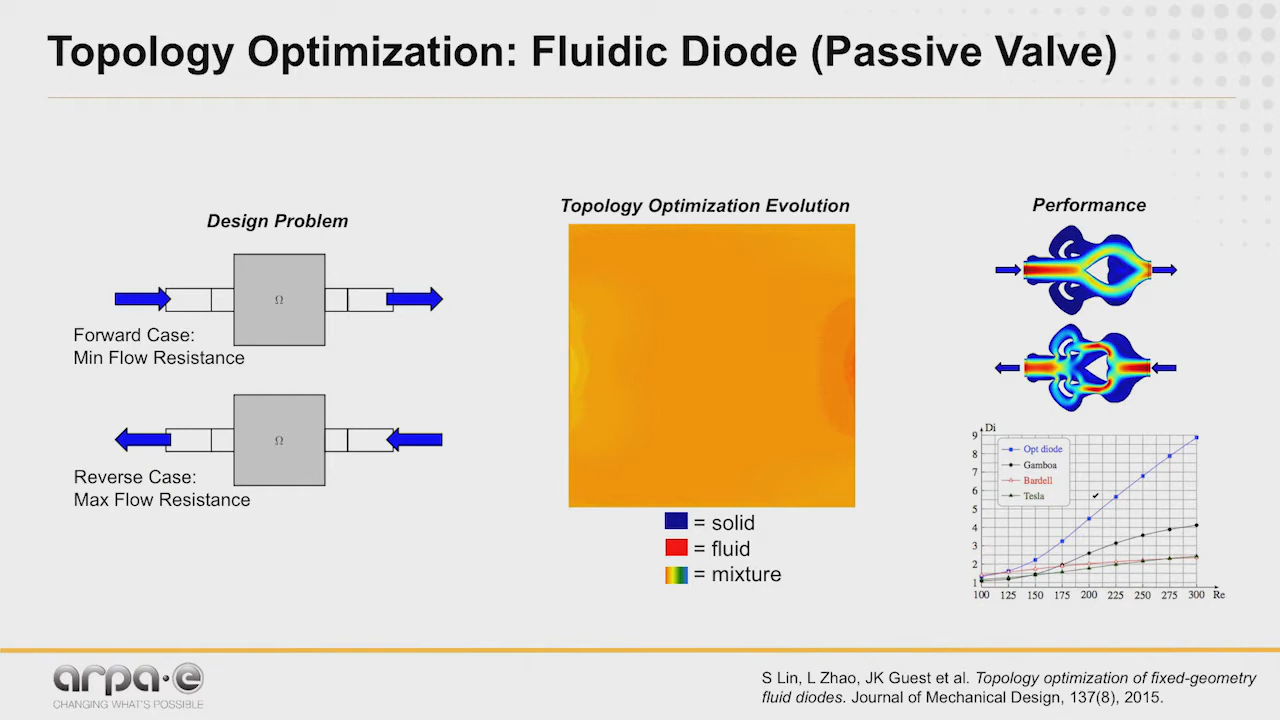 Topology Optimization: Fluidic Diode (Passive Valve)
Design Problem
Ω
Forward Case:
Min Flow Resistance
Ω
Reverse Case:
Max Flow Resistance
Topology Optimization Evolution
= solid
= fluid
= mixture
Performance
Di
9
8
7
6
5
4
3
2
1
Opt diode
Gamboa
Bardell
Tesla
100 125 150 175 200 225 250 275 300 Re
arpa·e
CHANGING WHAT'S POSSIBLE
S Lin, L Zhao, JK Guest et al. Topology optimization of fixed-geometry
fluid diodes. Journal of Mechanical Design, 137(8), 2015.